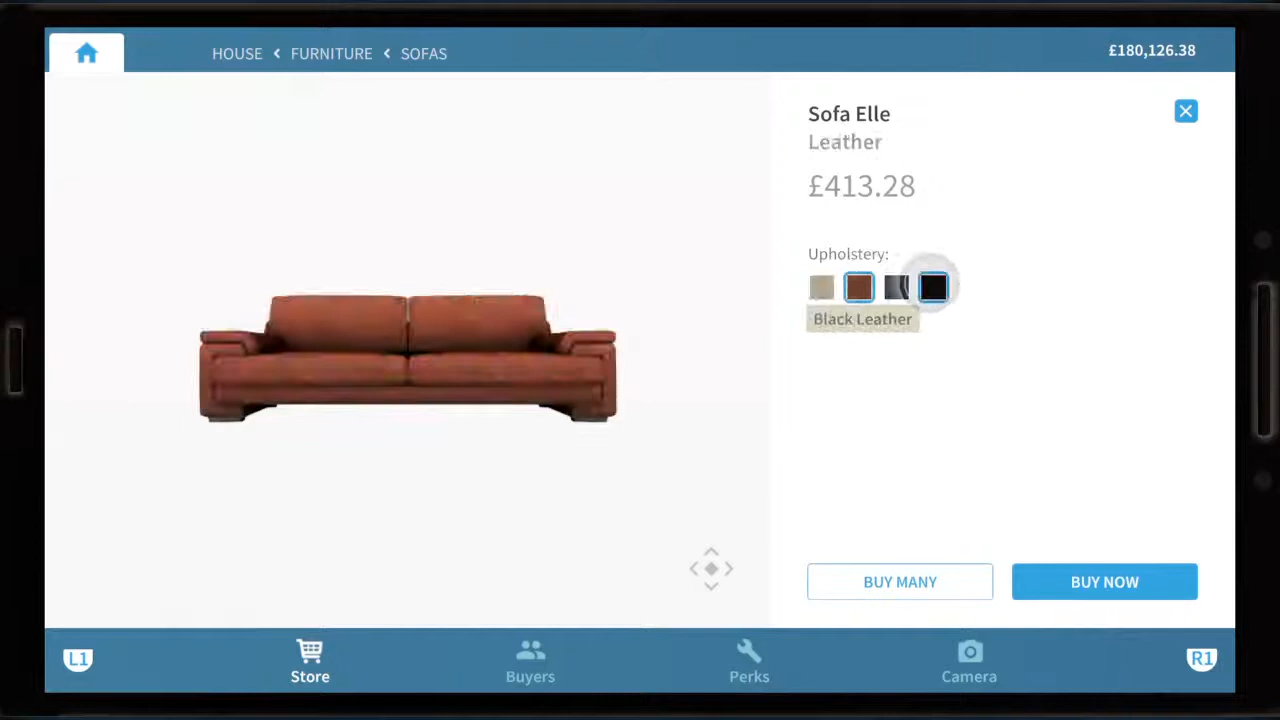 HOUSE < FURNITURE < SOFAS
£180,126.38
Sofa Elle
Leather
£413.28
Upholstery:
Black Leather
BUY MANY
BUY NOW
L1
Store
Buyers
Perks
Camera
R1